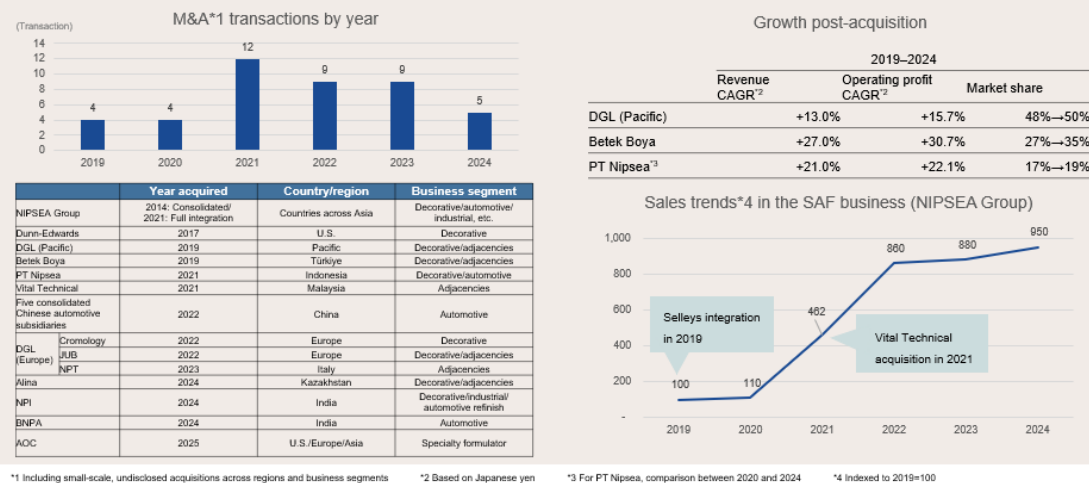 M&A*1 transactions by year
(Transaction)
14
12
10
8
6
4
2
0
4
4
12
9
9
5
2019
2020
2021
2022
2023
2024
Year acquired Country/region Business segment
NIPSEA Group 2014: Consolidated/ 2021: Full integration Countries across Asia Decorative/automotive/ industrial, etc.
Dunn-Edwards 2017 U.S. Decorative
DGL (Pacific) 2019 Pacific Decorative/adjacencies
Betek Boya 2019 Türkiye Decorative/adjacencies
PT Nipsea 2021 Indonesia Decorative/automotive
Vital Technical 2021 Malaysia Adjacencies
Five consolidated Chinese automotive subsidiaries 2022 China Automotive
DGL (Europe)
Cromology 2022 Europe Decorative
JUB 2022 Europe Decorative/adjacencies
NPT 2023 Italy Adjacencies
Alina 2024 Kazakhstan Decorative/adjacencies
NPI 2024 India Decorative/industrial/ automotive refinish
BNPA 2024 India Automotive
AOC 2025 U.S./Europe/Asia Specialty formulator
Growth post-acquisition
2019–2024
Revenue CAGR*2 Operating profit CAGR*2 Market share
DGL (Pacific) +13.0% +15.7% 48%→50%
Betek Boya +27.0% +30.7% 27%→35%
PT Nipsea*3 +21.0% +22.1% 17%→19%
Sales trends*4 in the SAF business (NIPSEA Group)
1,000
800
600
400
200
-
100
110
462
860
880
950
Selleys integration
in 2019
Vital Technical
acquisition in 2021
2019
2020
2021
2022
2023
2024
*1 Including small-scale, undisclosed acquisitions across regions and business segments
*2 Based on Japanese yen
*3 For PT Nipsea, comparison between 2020 and 2024
*4 Indexed to 2019=100